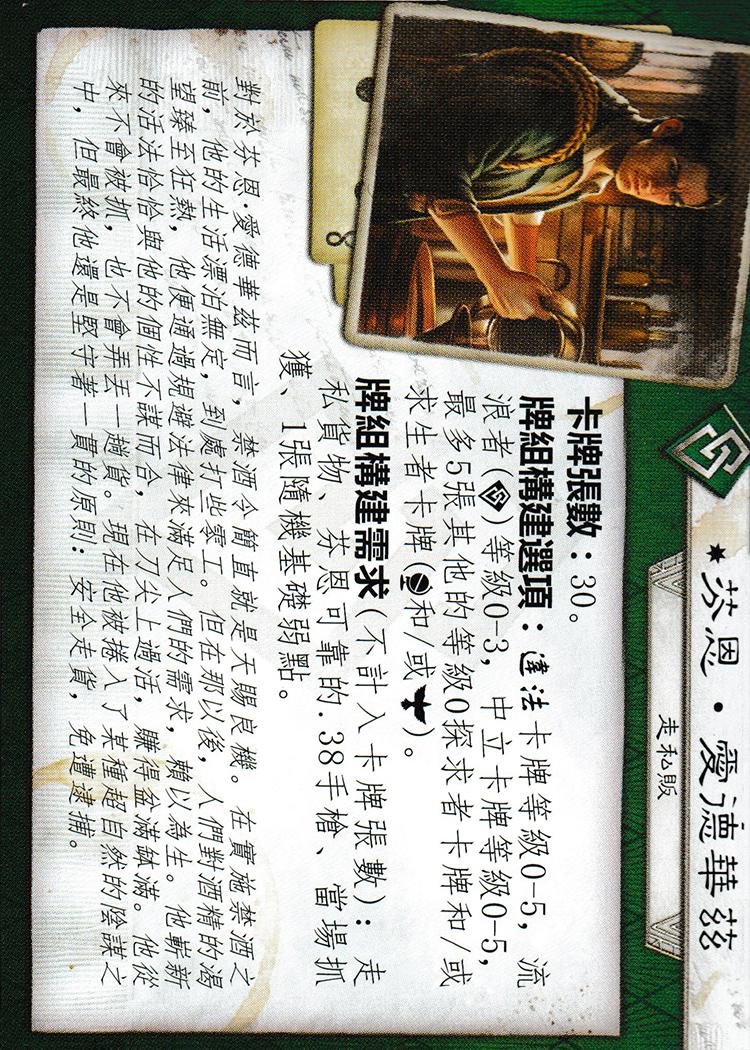 芬恩·愛德華茲
走私販
卡牌張數：30。
牌組構建選項：違法卡牌等級0-5，流
浪者（）等級0-3，中立卡牌等級0-5，
最多5張其他的等級0探求者卡牌和/或
求生者卡牌（和/或）。
牌組構建需求（不計入卡牌張數）：走
私貨物、芬恩可靠的.38手槍、當場抓
獲、1張隨機基礎弱點。
對於芬恩·愛德華茲而言，禁酒令簡直就是天賜良機。在實施禁酒之
前，他的生活漂泊無定，到處打些零工。但在那以後，人們對酒精的渴
望臻至狂熱，他便通過規避法律來滿足人們的需求，賴以為生。他嶄新
的活法恰恰與他的個性不謀而合，在刀尖上過活，賺得盆滿缽滿。他從
來不會被抓，也不會弄丟一趟貨。現在他被捲入了某種超自然的陰謀之
中，但最終他還是堅守著一貫的原則：安全走貨，免遭逮捕。
8